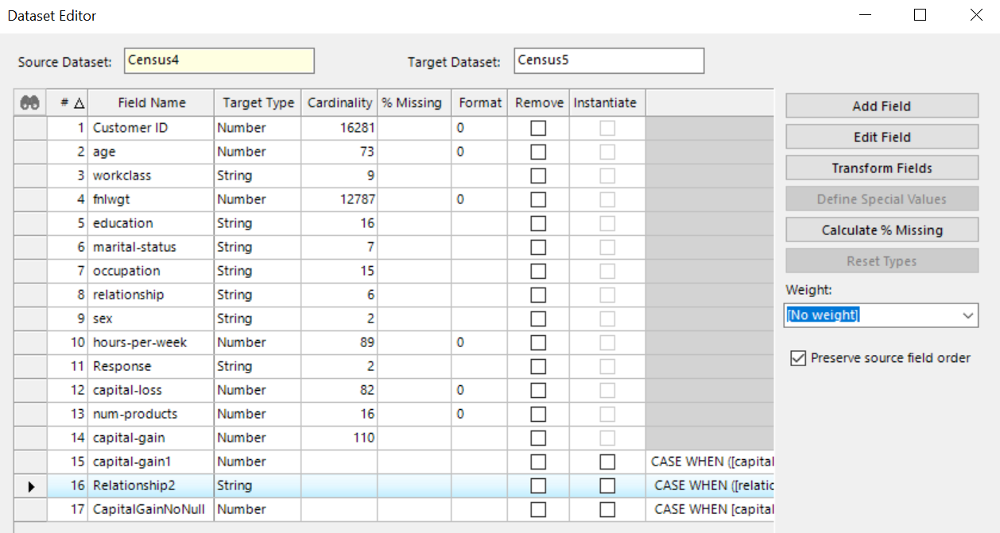 Dataset Editor
Source Dataset: Census4 Target Dataset: Census5
# Field Name Target Type Cardinality % Missing Format Remove Instantiate
1 Customer ID Number 16281 0
2 age Number 73 0
3 workclass String 9
4 fnlwgt Number 12787 0
5 education String 16
6 marital-status String 7
7 occupation String 15
8 relationship String 6
9 sex String 2
10 hours-per-week Number 89 0
11 Response String 2
12 capital-loss Number 82 0
13 num-products Number 16 0
14 capital-gain Number 110
15 capital-gain1 Number CASE WHEN ([capital
16 Relationship2 String CASE WHEN ([relatic
17 CapitalGainNoNull Number CASE WHEN [capital
Add Field
Edit Field
Transform Fields
Define Special Values
Calculate % Missing
Reset Types
Weight:
[No weight]
Preserve source field order